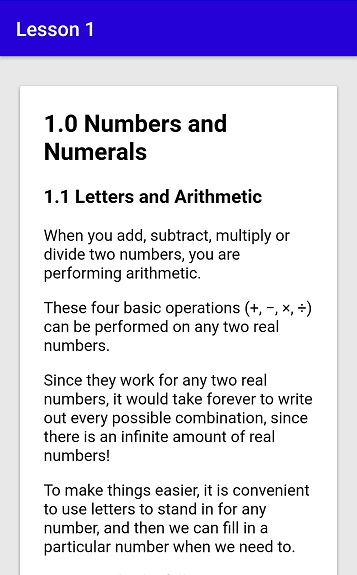 Lesson 1
1.0 Numbers and
Numerals
1.1 Letters and Arithmetic
When you add, subtract, multiply or
divide two numbers, you are
performing arithmetic.
These four basic operations (+, −, ×, ÷)
can be performed on any two real
numbers.
Since they work for any two real
numbers, it would take forever to write
out every possible combination, since
there is an infinite amount of real
numbers!
To make things easier, it is convenient
to use letters to stand in for any
number, and then we can fill in a
particular number when we need to.